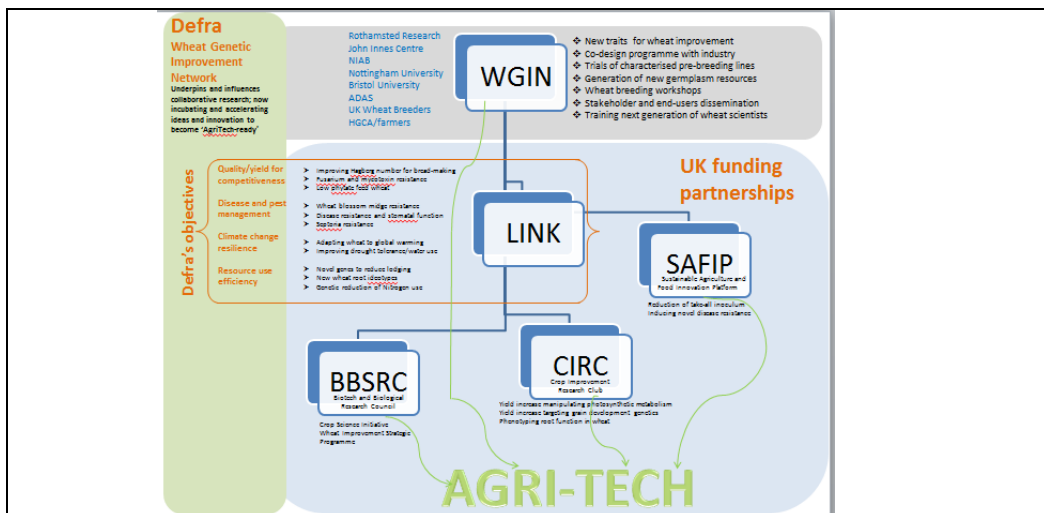 Defra
Wheat Genetic
Improvement
Network
Underpins and influences
collaborative research; now
incubating and accelerating
ideas and innovation to
become ‘AgriTech-ready’
Rothamsted Research
John Innes Centre
NIAB
Nottingham University
Bristol University
ADAS
UK Wheat Breeders
HGCA/farmers
WGIN
❖ New traits for wheat improvement
❖ Co-design programme with industry
❖ Trials of characterised pre-breeding lines
❖ Generation of new germplasm resources
❖ Wheat breeding workshops
❖ Stakeholder and end-users dissemination
❖ Training next generation of wheat scientists
Defra's objectives
Quality/yield for
competitiveness
Disease and pest
management
Climate change
resilience
Resource use
efficiency
➢ Improving Hagberg number for bread-making
➢ Fusarium and mycotoxin resistance
➢ Low phytate feed wheat
➢ Wheat blossom midge resistance
➢ Disease resistance and stomatal function
➢ Septoria resistance
➢ Adapting wheat to global warming
➢ Improving drought tolerance/water use
➢ Novel genes to reduce lodging
➢ New wheat root ideotypes
➢ Genetic reduction of Nitrogen use
UK funding
partnerships
LINK
SAFIP
Sustainable Agriculture and
Food Innovation Platform
Reduction of take-all inoculum
Inducing novel disease resistance
BBSRC
Biotech and Biological
Research Council
Crop Science Initiative
Wheat Improvement Strategic
Programme
CIRC
Crop Improvement
Research Club
Yield increase manipulating photosynthetic metabolism
Yield increase targeting grain development genetics
Phenotyping root function in wheat
AGRI-TECH